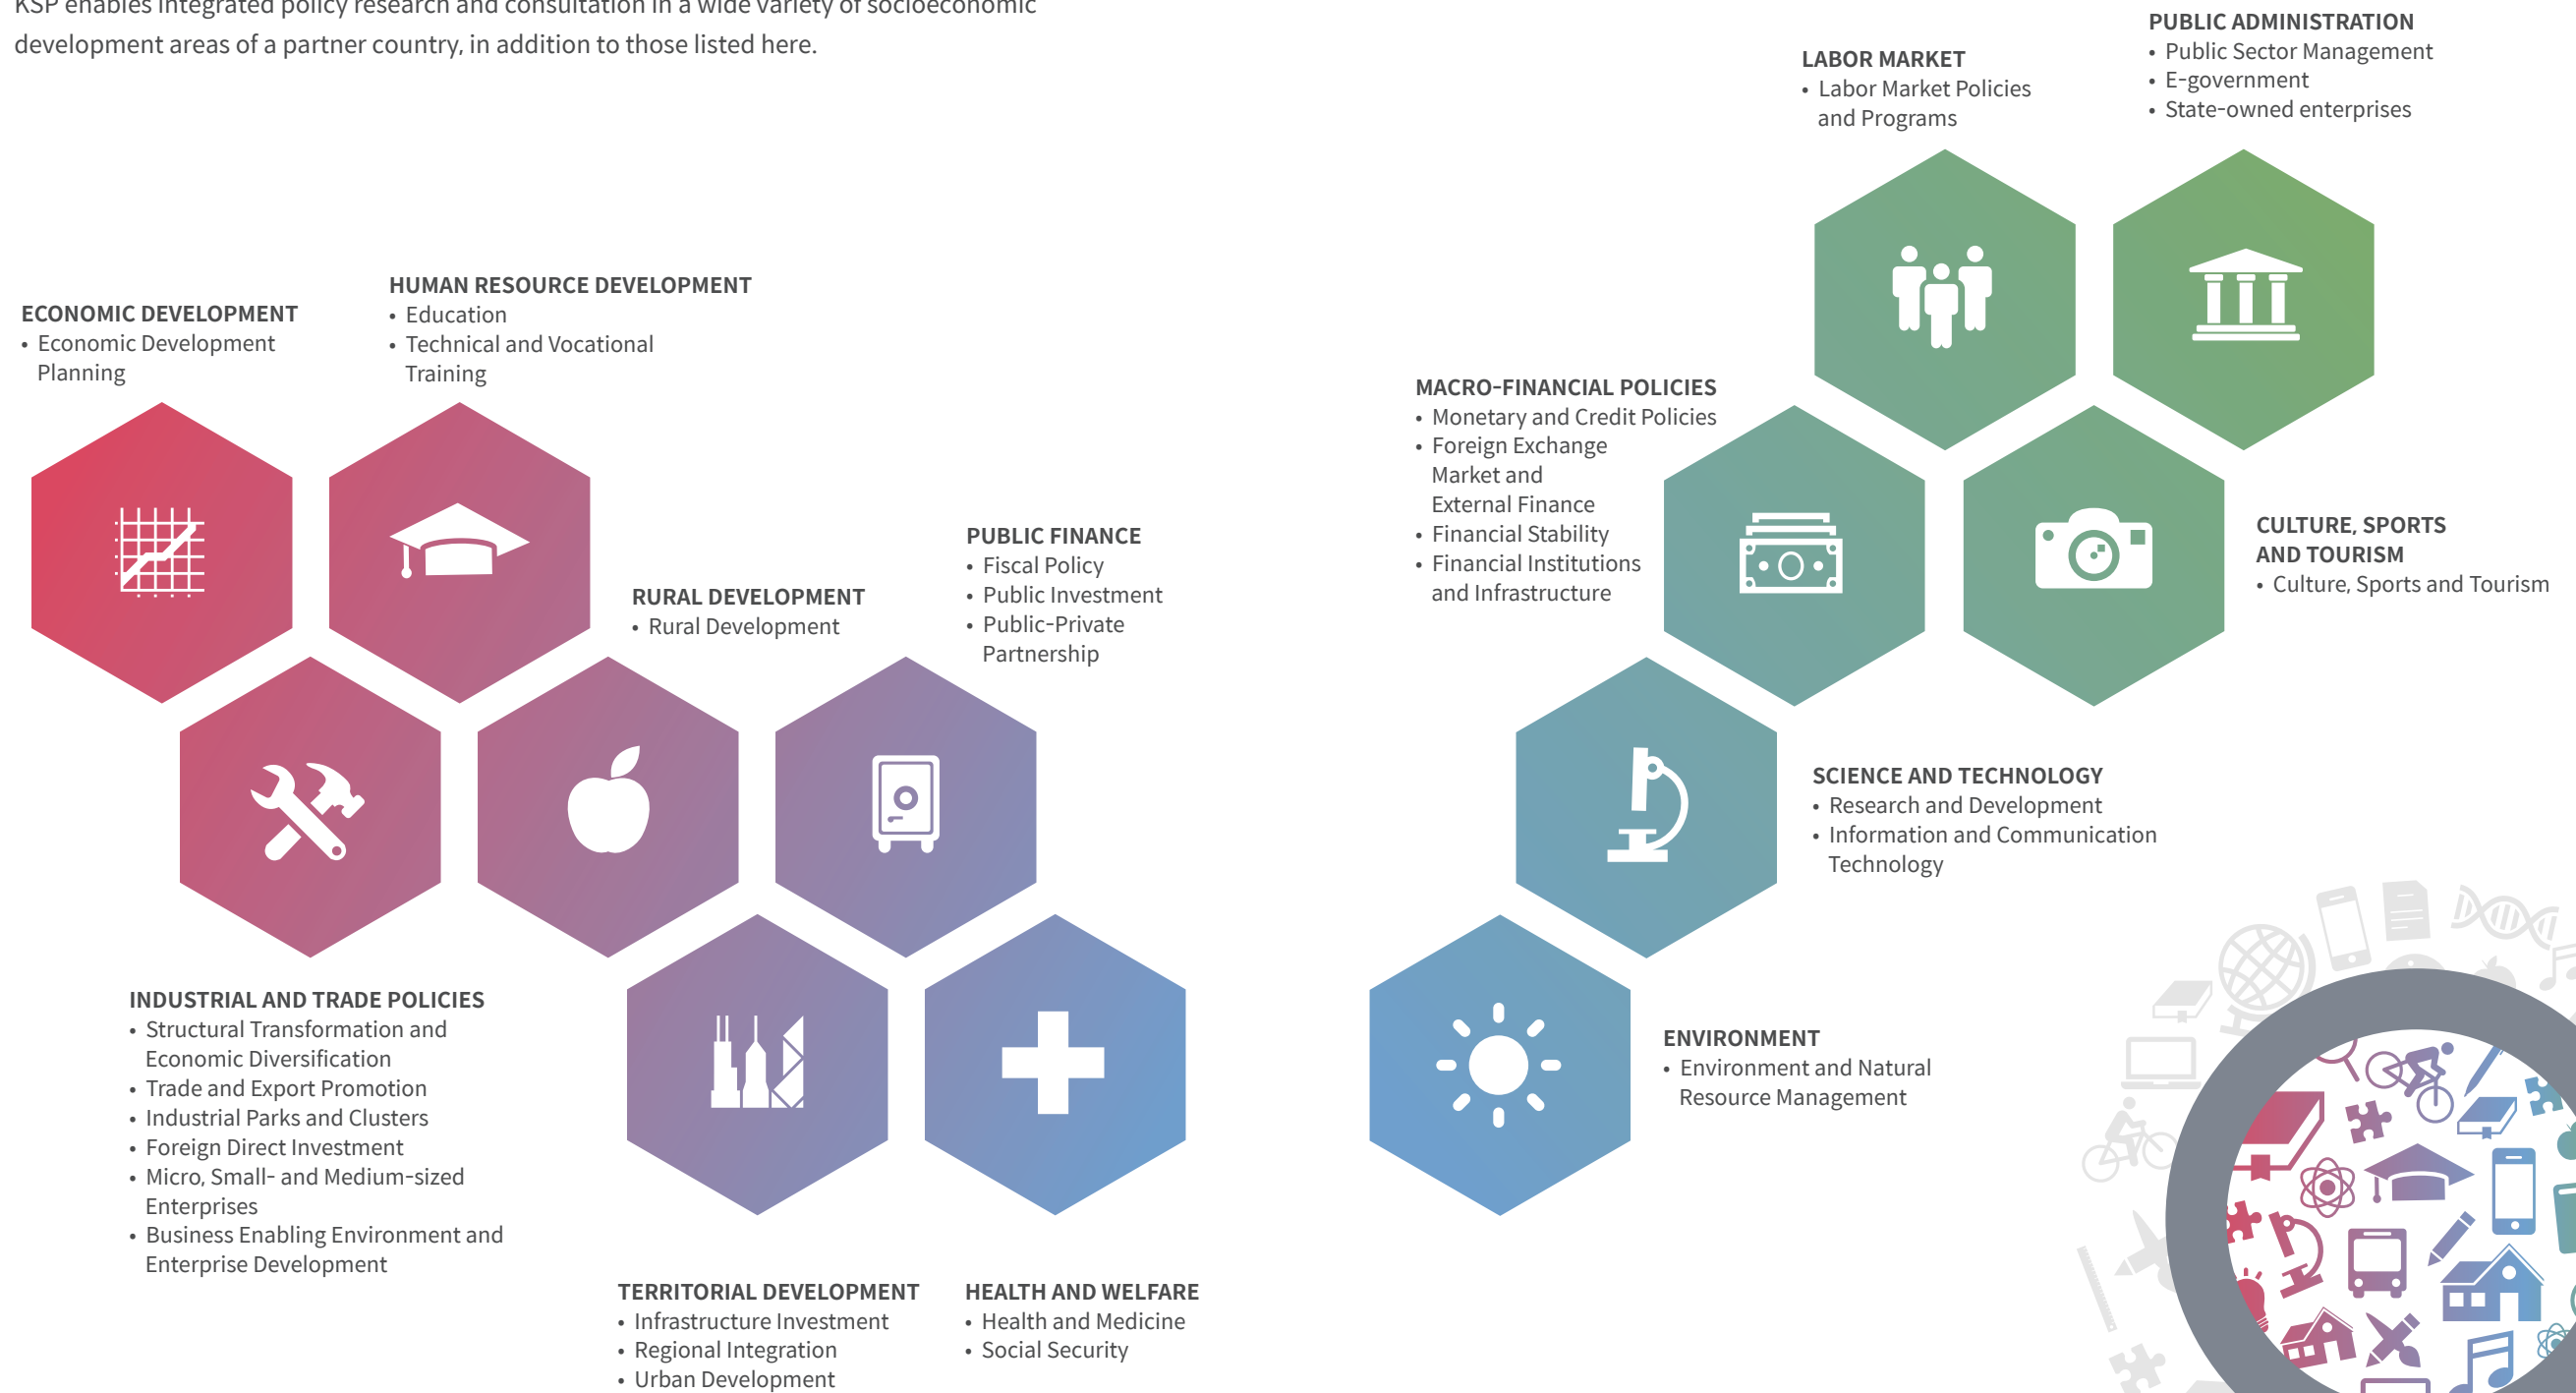 KSP enables integrated policy research and consultation in a wide variety of socioeconomic
development areas of a partner country, in addition to those listed here.
ECONOMIC DEVELOPMENT
• Economic Development
Planning
HUMAN RESOURCE DEVELOPMENT
• Education
• Technical and Vocational
Training
RURAL DEVELOPMENT
• Rural Development
PUBLIC FINANCE
• Fiscal Policy
• Public Investment
• Public-Private
Partnership
INDUSTRIAL AND TRADE POLICIES
• Structural Transformation and
Economic Diversification
• Trade and Export Promotion
• Industrial Parks and Clusters
• Foreign Direct Investment
• Micro, Small- and Medium-sized
Enterprises
• Business Enabling Environment and
Enterprise Development
TERRITORIAL DEVELOPMENT
• Infrastructure Investment
• Regional Integration
• Urban Development
HEALTH AND WELFARE
• Health and Medicine
• Social Security
LABOR MARKET
• Labor Market Policies
and Programs
PUBLIC ADMINISTRATION
• Public Sector Management
• E-government
• State-owned enterprises
MACRO-FINANCIAL POLICIES
• Monetary and Credit Policies
• Foreign Exchange
Market and
External Finance
• Financial Stability
• Financial Institutions
and Infrastructure
CULTURE, SPORTS
AND TOURISM
• Culture, Sports and Tourism
SCIENCE AND TECHNOLOGY
• Research and Development
• Information and Communication
Technology
ENVIRONMENT
• Environment and Natural
Resource Management